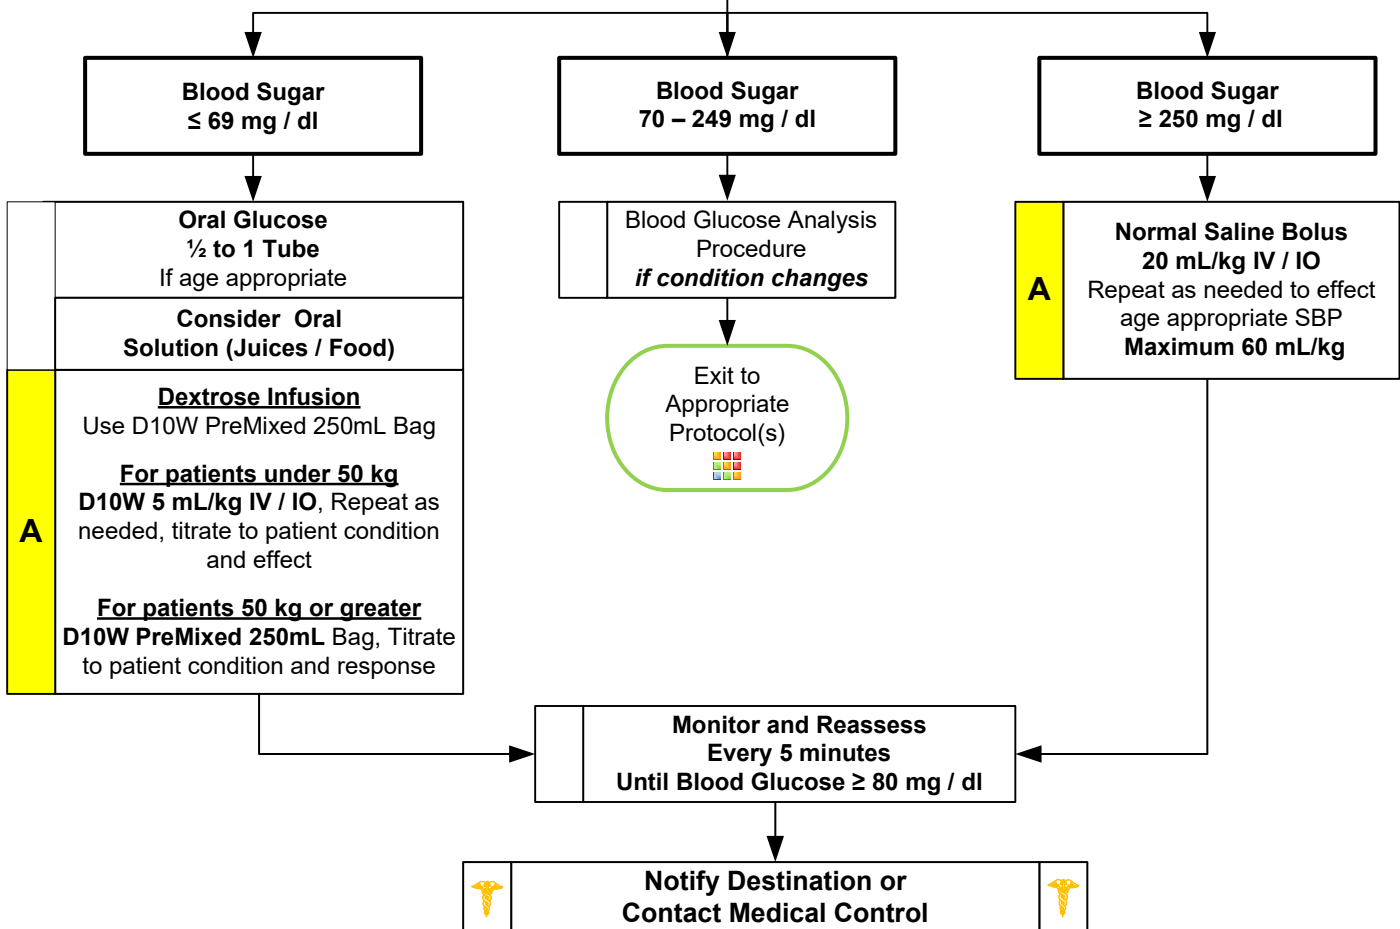 Blood Sugar
≤ 69 mg / dl
Blood Sugar
70 – 249 mg / dl
Blood Sugar
≥ 250 mg / dl
Oral Glucose
½ to 1 Tube
If age appropriate
Consider Oral
Solution (Juices / Food)
A
Dextrose Infusion
Use D10W PreMixed 250mL Bag
For patients under 50 kg
D10W 5 mL/kg IV / IO, Repeat as
needed, titrate to patient condition
and effect
For patients 50 kg or greater
D10W PreMixed 250mL Bag, Titrate
to patient condition and response
Blood Glucose Analysis
Procedure
if condition changes
Exit to
Appropriate
Protocol(s)
A
Normal Saline Bolus
20 mL/kg IV / IO
Repeat as needed to effect
age appropriate SBP
Maximum 60 mL/kg
Monitor and Reassess
Every 5 minutes
Until Blood Glucose ≥ 80 mg / dl
Notify Destination or
Contact Medical Control